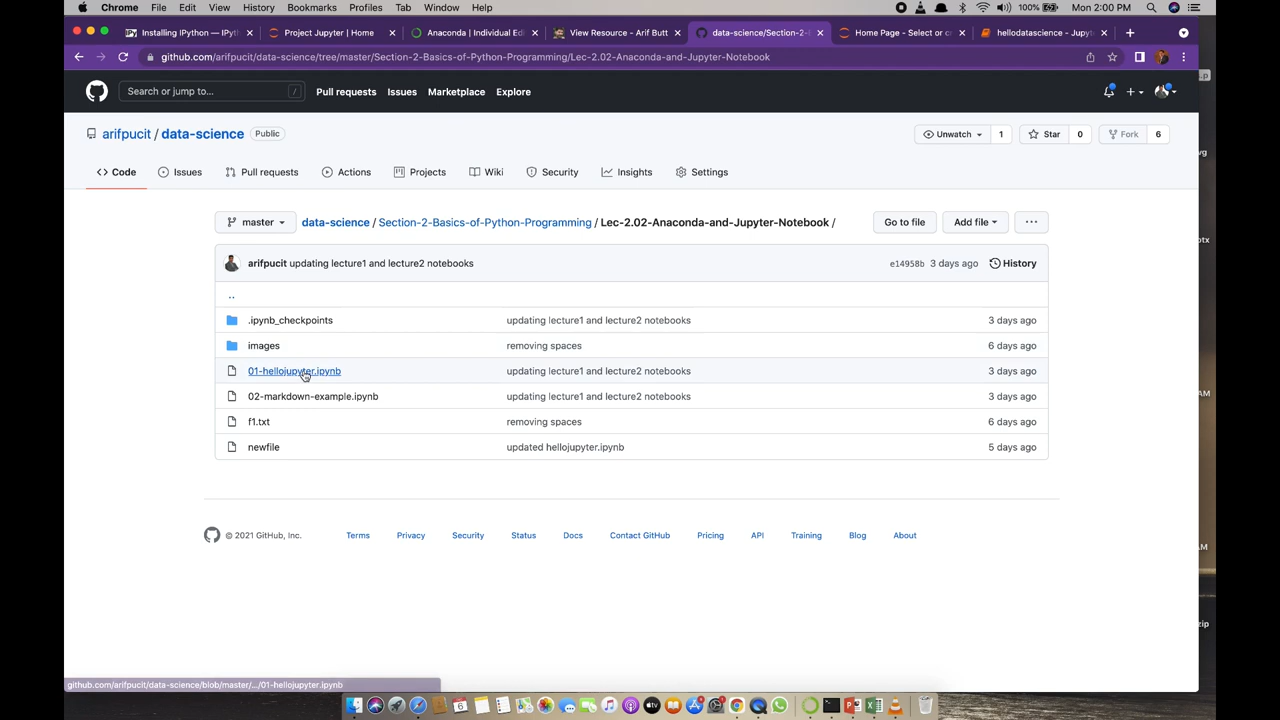 Chrome File Edit View History Bookmarks Profiles Tab Window Help 100% Mon 2:00 PM
Installing IPython — IPyt Project Jupyter | Home Anaconda | Individual Edi View Resource - Arif Butt data-science/Section-2- Home Page - Select or cr hellodatascience - Jupyte
github.com/arifpucit/data-science/tree/master/Section-2-Basics-of-Python-Programming/Lec-2.02-Anaconda-and-Jupyter-Notebook
Search or jump to... / Pull requests Issues Marketplace Explore
arifpucit / data-science Public Unwatch 1 Star 0 Fork 6
<> Code Issues Pull requests Actions Projects Wiki Security Insights Settings
master data-science / Section-2-Basics-of-Python-Programming / Lec-2.02-Anaconda-and-Jupyter-Notebook / Go to file Add file ...
arifpucit updating lecture1 and lecture2 notebooks e14958b 3 days ago History
..
.ipynb_checkpoints updating lecture1 and lecture2 notebooks 3 days ago
images removing spaces 6 days ago
01-hellojupyter.ipynb updating lecture1 and lecture2 notebooks 3 days ago
02-markdown-example.ipynb updating lecture1 and lecture2 notebooks 3 days ago
f1.txt removing spaces 6 days ago
newfile updated hellojupyter.ipynb 5 days ago
© 2021 GitHub, Inc. Terms Privacy Security Status Docs Contact GitHub Pricing API Training Blog About
github.com/arifpucit/data-science/blob/master/.../01-hellojupyter.ipynb